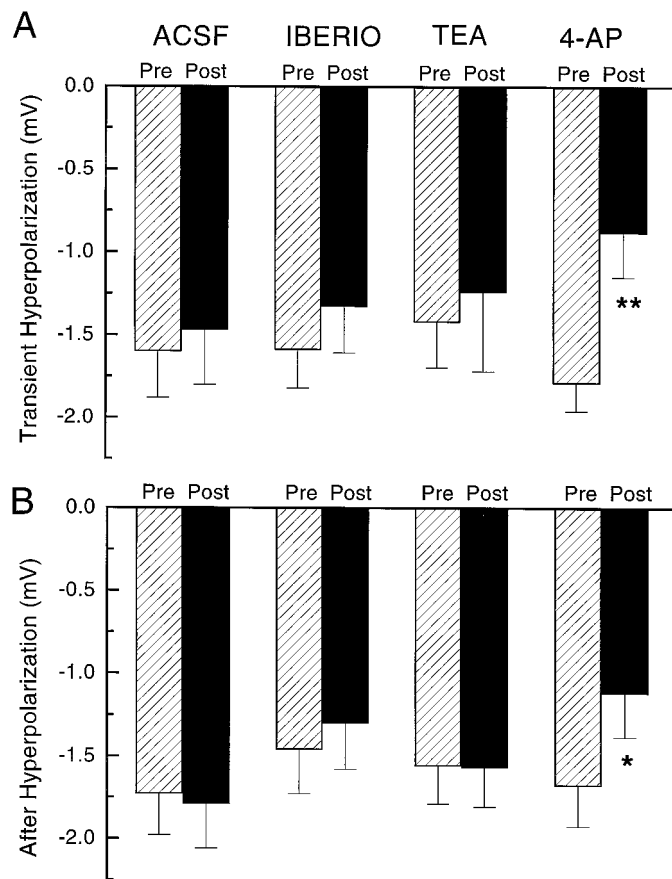 A
ACSF IBERIO TEA 4-AP
Pre Post Pre Post Pre Post Pre Post
0.0
-0.5
-1.0
-1.5
-2.0
Transient Hyperpolarization (mV)
**
B
Pre Post Pre Post Pre Post Pre Post
0.0
-0.5
-1.0
-1.5
-2.0
After Hyperpolarization (mV)
*